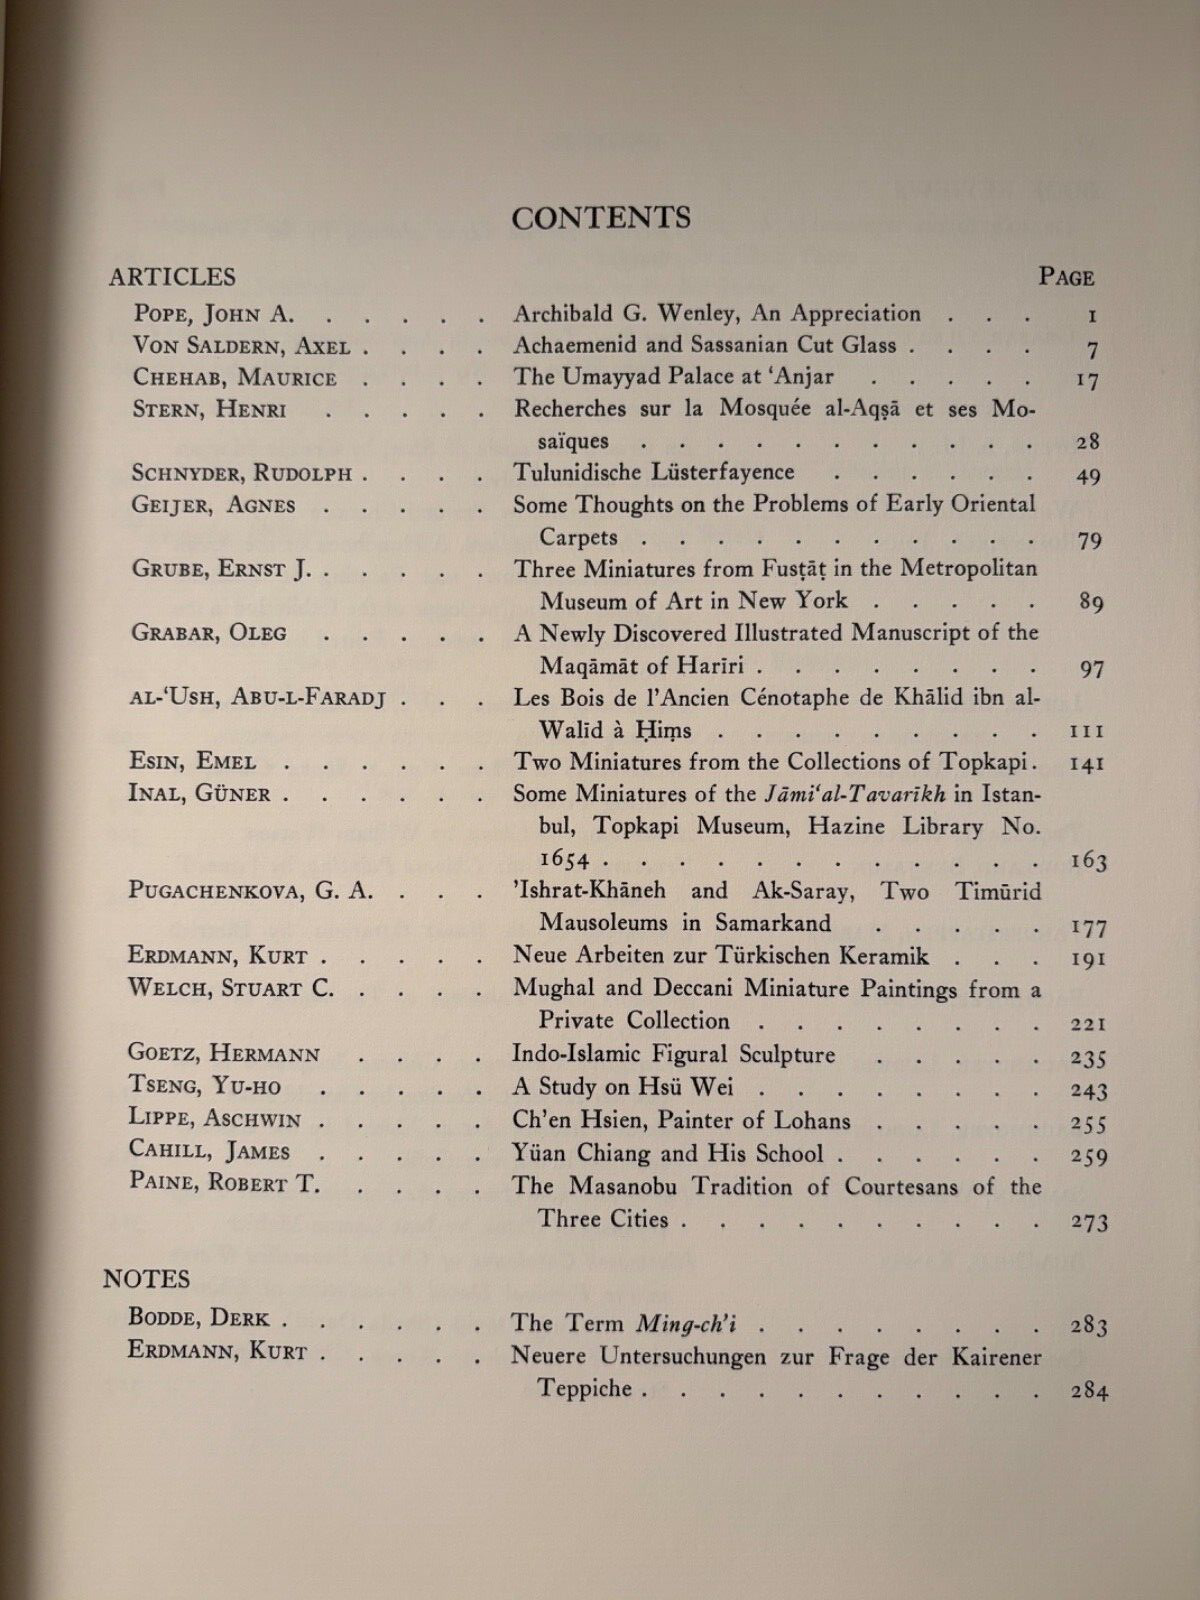 CONTENTS
ARTICLES PAGE
POPE, JOHN A. . . . . . Archibald G. Wenley, An Appreciation . . . 1
VON SALDERN, AXEL . . . . Achaemenid and Sassanian Cut Glass . . . . 7
CHEHAB, MAURICE . . . . The Umayyad Palace at ‘Anjar . . . . . 17
STERN, HENRI . . . . . Recherches sur la Mosquée al-Aqṣā et ses Mo-
saïques . . . . . . . . . . . 28
SCHNYDER, RUDOLPH . . . . Tulunidische Lüsterfayence . . . . . . 49
GEIJER, AGNES . . . . . Some Thoughts on the Problems of Early Oriental
Carpets . . . . . . . . . . . 79
GRUBE, ERNST J. . . . . . Three Miniatures from Fusṭāṭ in the Metropolitan
Museum of Art in New York . . . . . 89
GRABAR, OLEG . . . . . A Newly Discovered Illustrated Manuscript of the
Maqāmāt of Harīri . . . . . . . . 97
AL-‘USH, ABU-L-FARADJ . . . Les Bois de l’Ancien Cénotaphe de Khālid ibn al-
Walīd à Ḥiṃs . . . . . . . . . 111
ESIN, EMEL . . . . . . Two Miniatures from the Collections of Topkapi . 141
INAL, GÜNER . . . . . . Some Miniatures of the Jāmi‘al-Tavarīkh in Istan-
bul, Topkapi Museum, Hazine Library No.
1654 . . . . . . . . . . . . 163
PUGACHENKOVA, G. A. . . . ’Ishrat-Khāneh and Ak-Saray, Two Timūrid
Mausoleums in Samarkand . . . . . 177
ERDMANN, KURT . . . . . Neue Arbeiten zur Türkischen Keramik . . . 191
WELCH, STUART C. . . . . Mughal and Deccani Miniature Paintings from a
Private Collection . . . . . . . . 221
GOETZ, HERMANN . . . . Indo-Islamic Figural Sculpture . . . . . 235
TSENG, YU-HO . . . . . A Study on Hsü Wei . . . . . . . . 243
LIPPE, ASCHWIN . . . . . Ch’en Hsien, Painter of Lohans . . . . . 255
CAHILL, JAMES . . . . . Yüan Chiang and His School . . . . . . 259
PAINE, ROBERT T. . . . . The Masanobu Tradition of Courtesans of the
Three Cities . . . . . . . . . . 273
NOTES
BODDE, DERK . . . . . . The Term Ming-ch’i . . . . . . . . 283
ERDMANN, KURT . . . . . Neuere Untersuchungen zur Frage der Kairener
Teppiche . . . . . . . . . . . 284